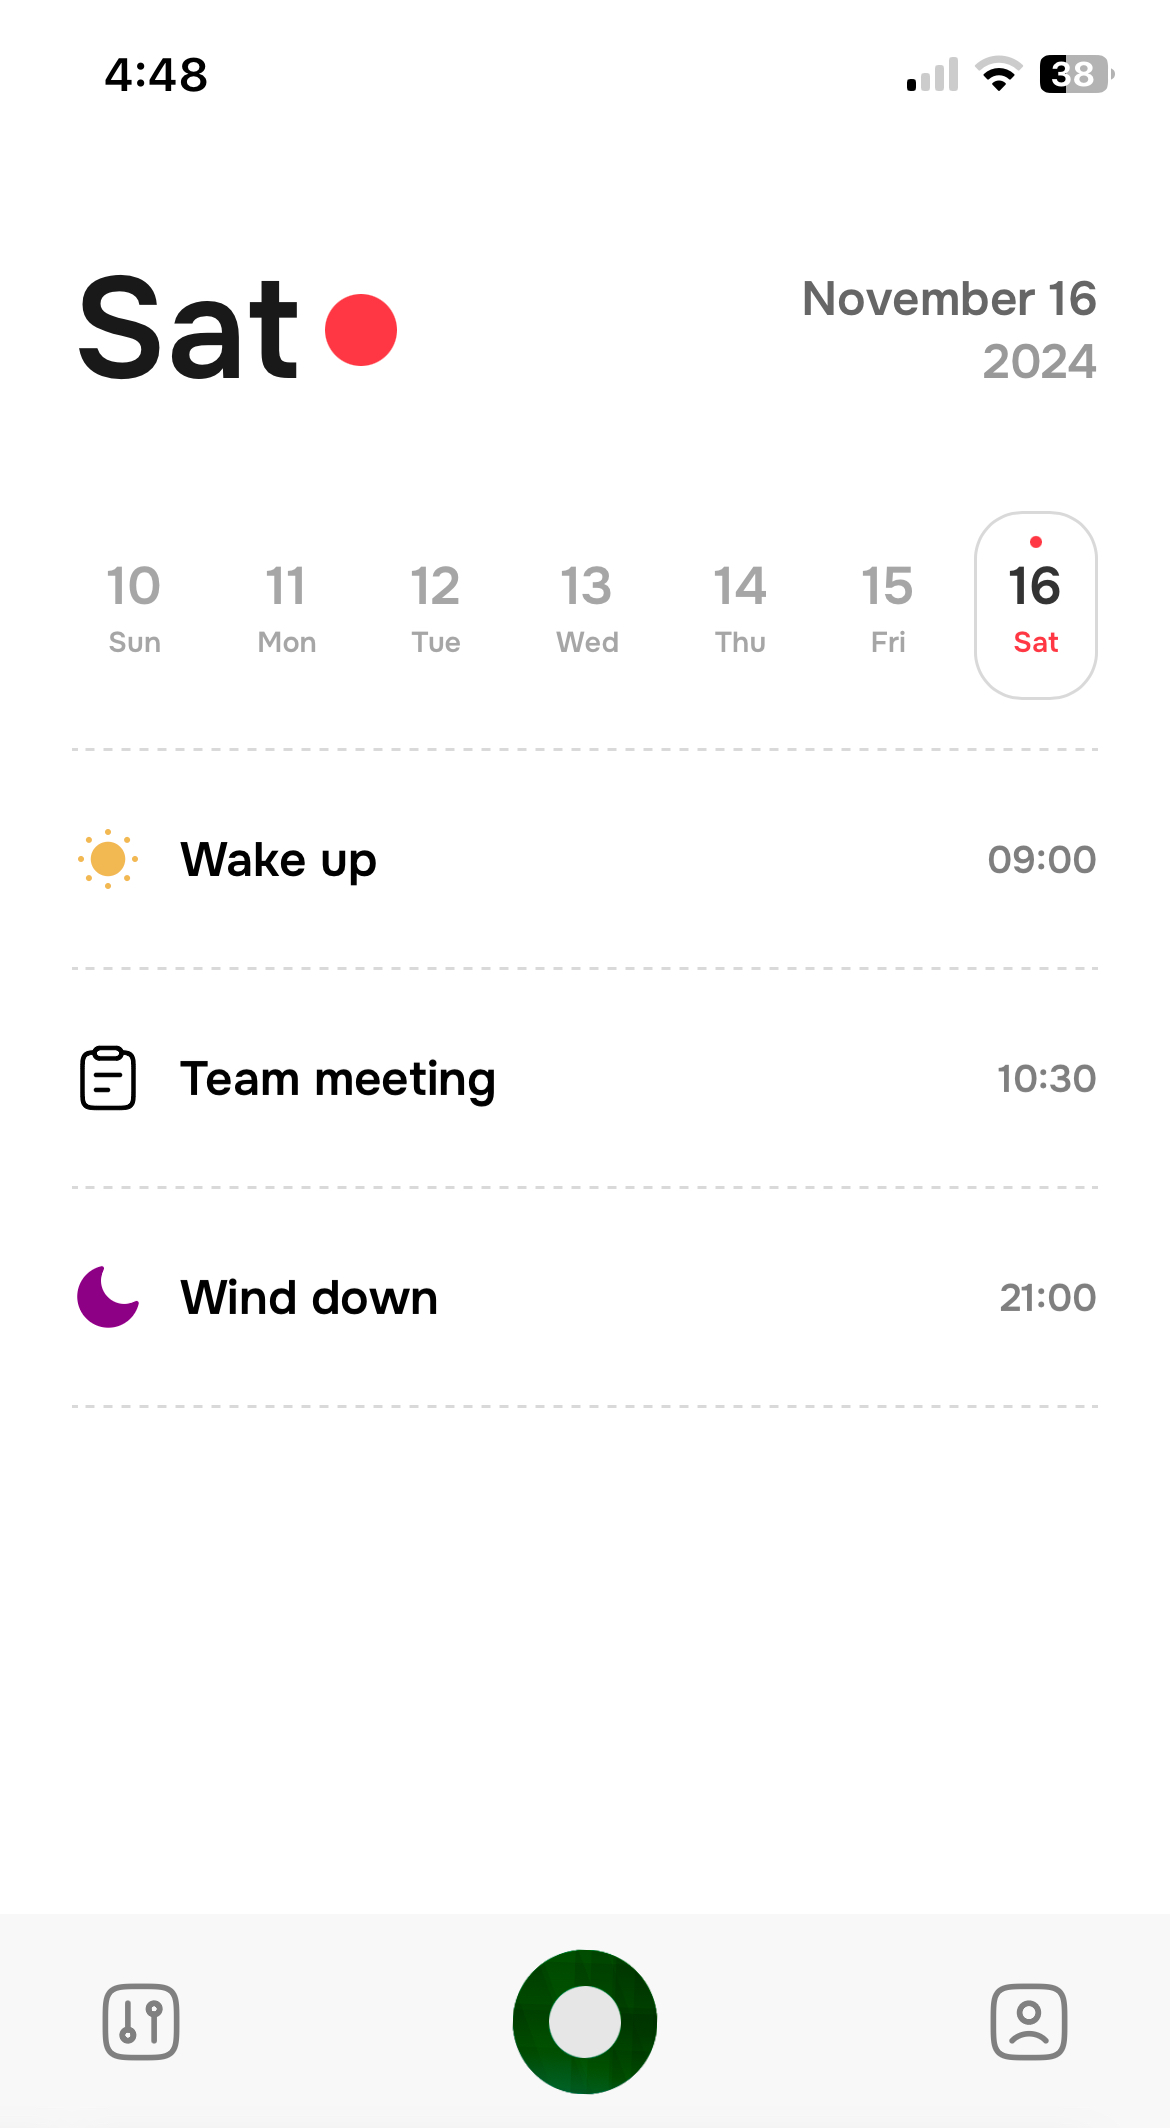 4:48
38
Sat
November 16
2024
10 11 12 13 14 15 16
Sun Mon Tue Wed Thu Fri Sat
Wake up 09:00
Team meeting 10:30
Wind down 21:00